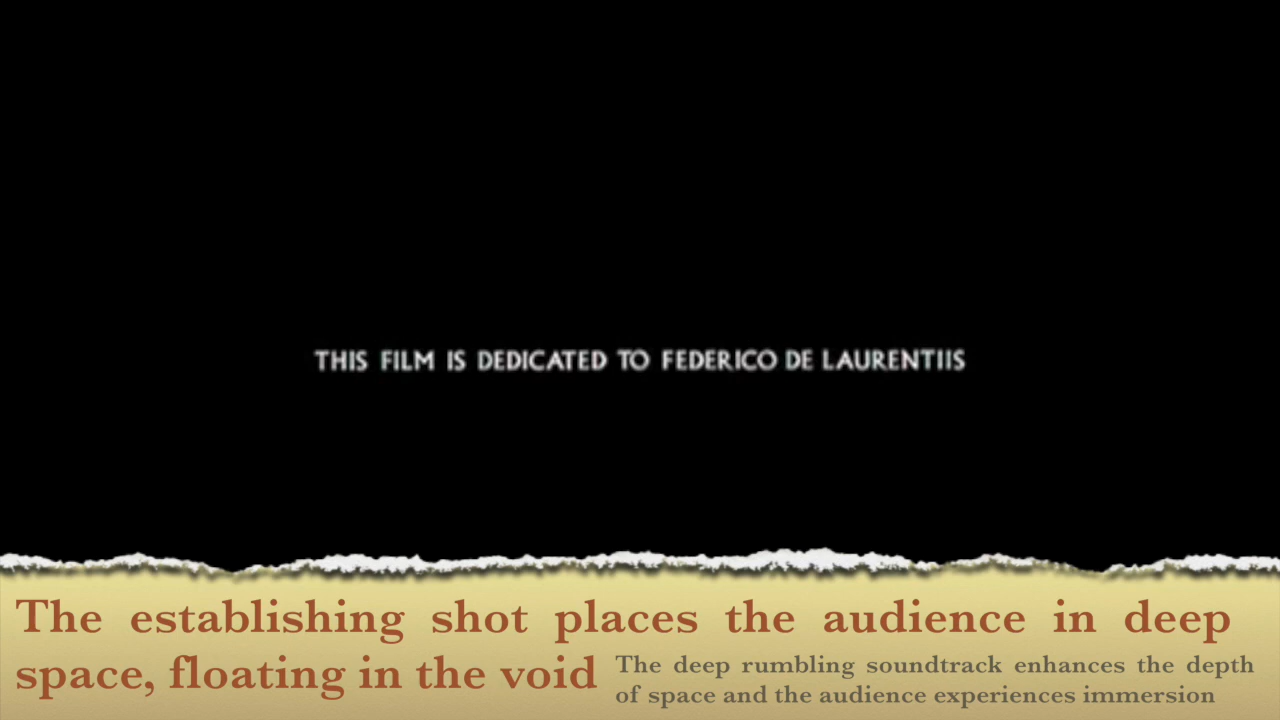 THIS FILM IS DEDICATED TO FEDERICO DE LAURENTIIS
The establishing shot places the audience in deep
space, floating in the void
The deep rumbling soundtrack enhances the depth
of space and the audience experiences immersion